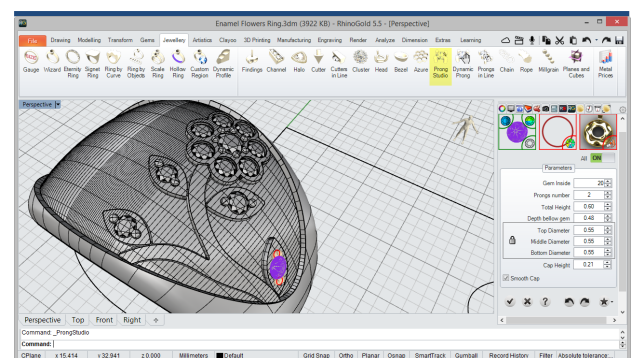 Enamel Flowers Ring.3dm (3922 KB) - RhinoGold 5.5 - [Perspective]
File Drawing Modelling Transform Gems Jewellery Artistics Clayoo 3D Printing Manufacturing Engraving Render Analyze Dimension Extras Learning
Gauge Wizard Eternity Ring Signet Ring Ring by Curve Ring by Objects Scale Ring Hollow Ring Custom Region Dynamic Profile Findings Channel Halo Cutter Cutters in Line Cluster Head Bezel Azure Prong Studio Dynamic Prong Prongs in Line Chain Rope Millgrain Planes and Cubes Metal Prices
Perspective
All ON
Parameters
Gem Inside 20
Prongs number 2
Total Height 0.60
Depth bellow gem 0.48
Top Diameter 0.55
Middle Diameter 0.55
Bottom Diameter 0.55
Cap Height 0.21
Smooth Cap
Perspective Top Front Right
Command: _ProngStudio
Command:
CPlane x 15.414 y 32.941 z 0.000 Millimeters Default Grid Snap Ortho Planar Osnap SmartTrack Gumball Record History Filter Absolute tolerance:...